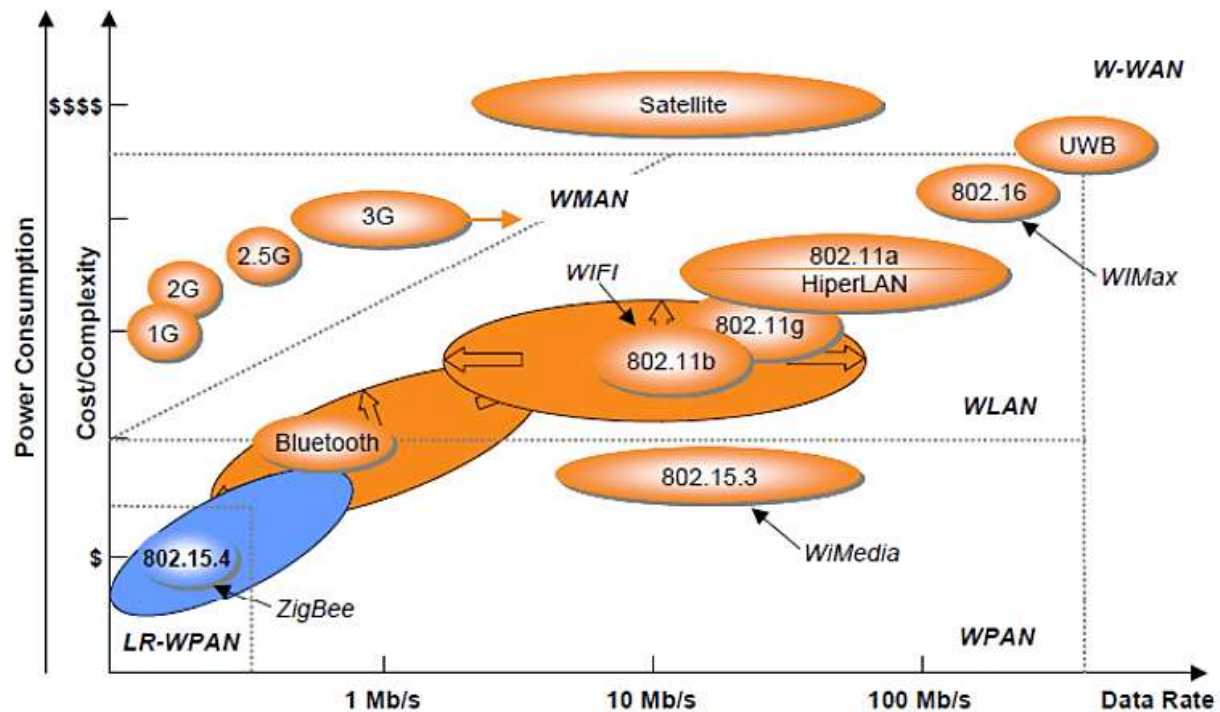 W-WAN
$$$$
Satellite
UWB
802.16
WMAN
3G
2.5G
802.11a
HiperLAN
WIMax
WIFI
2G
1G
802.11g
802.11b
Power Consumption
Cost/Complexity
WLAN
Bluetooth
802.15.3
WiMedia
$
802.15.4
ZigBee
LR-WPAN
WPAN
1 Mb/s
10 Mb/s
100 Mb/s
Data Rate